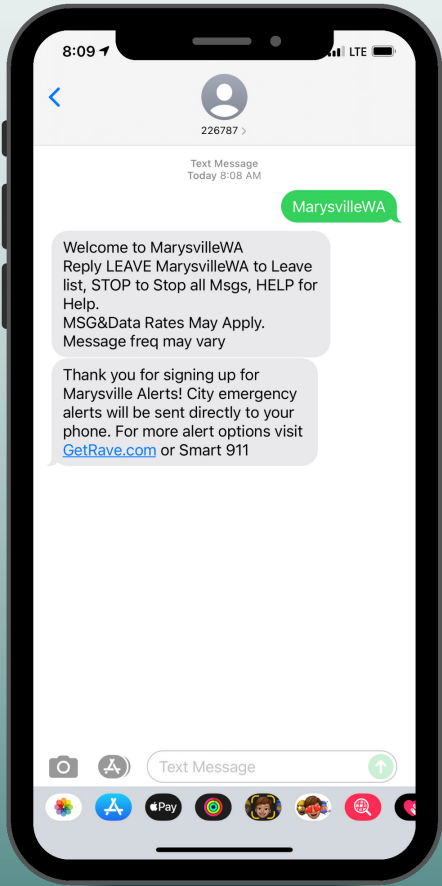 8:09
LTE
226787
Text Message
Today 8:08 AM
MarysvilleWA
Welcome to MarysvilleWA
Reply LEAVE MarysvilleWA to Leave
list, STOP to Stop all Msgs, HELP for
Help.
MSG&Data Rates May Apply.
Message freq may vary
Thank you for signing up for
Marysville Alerts! City emergency
alerts will be sent directly to your
phone. For more alert options visit
GetRave.com or Smart 911
Text Message
Pay